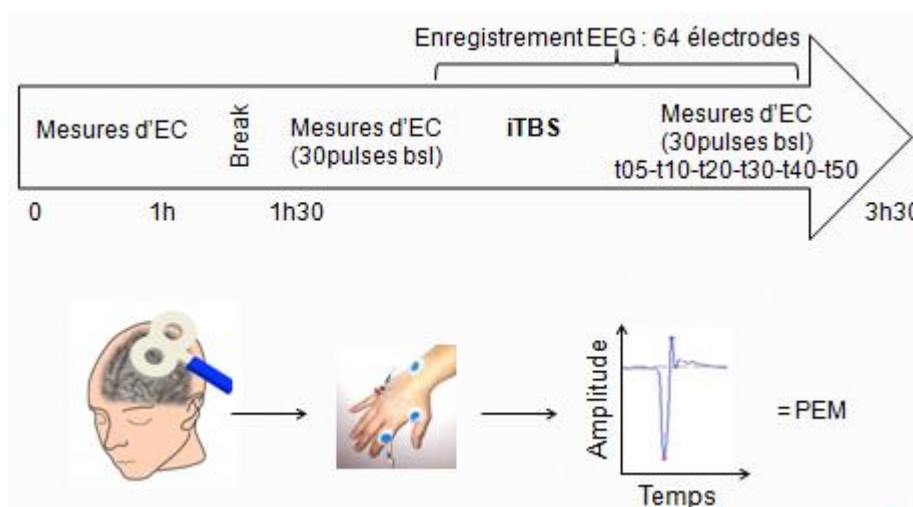 Enregistrement EEG : 64 électrodes
Mesures d'EC
Break
Mesures d'EC
(30pulses bsl)
iTBS
Mesures d'EC
(30pulses bsl)
t05-t10-t20-t30-t40-t50
0
1h
1h30
3h30
Amplitude
Temps
= PEM